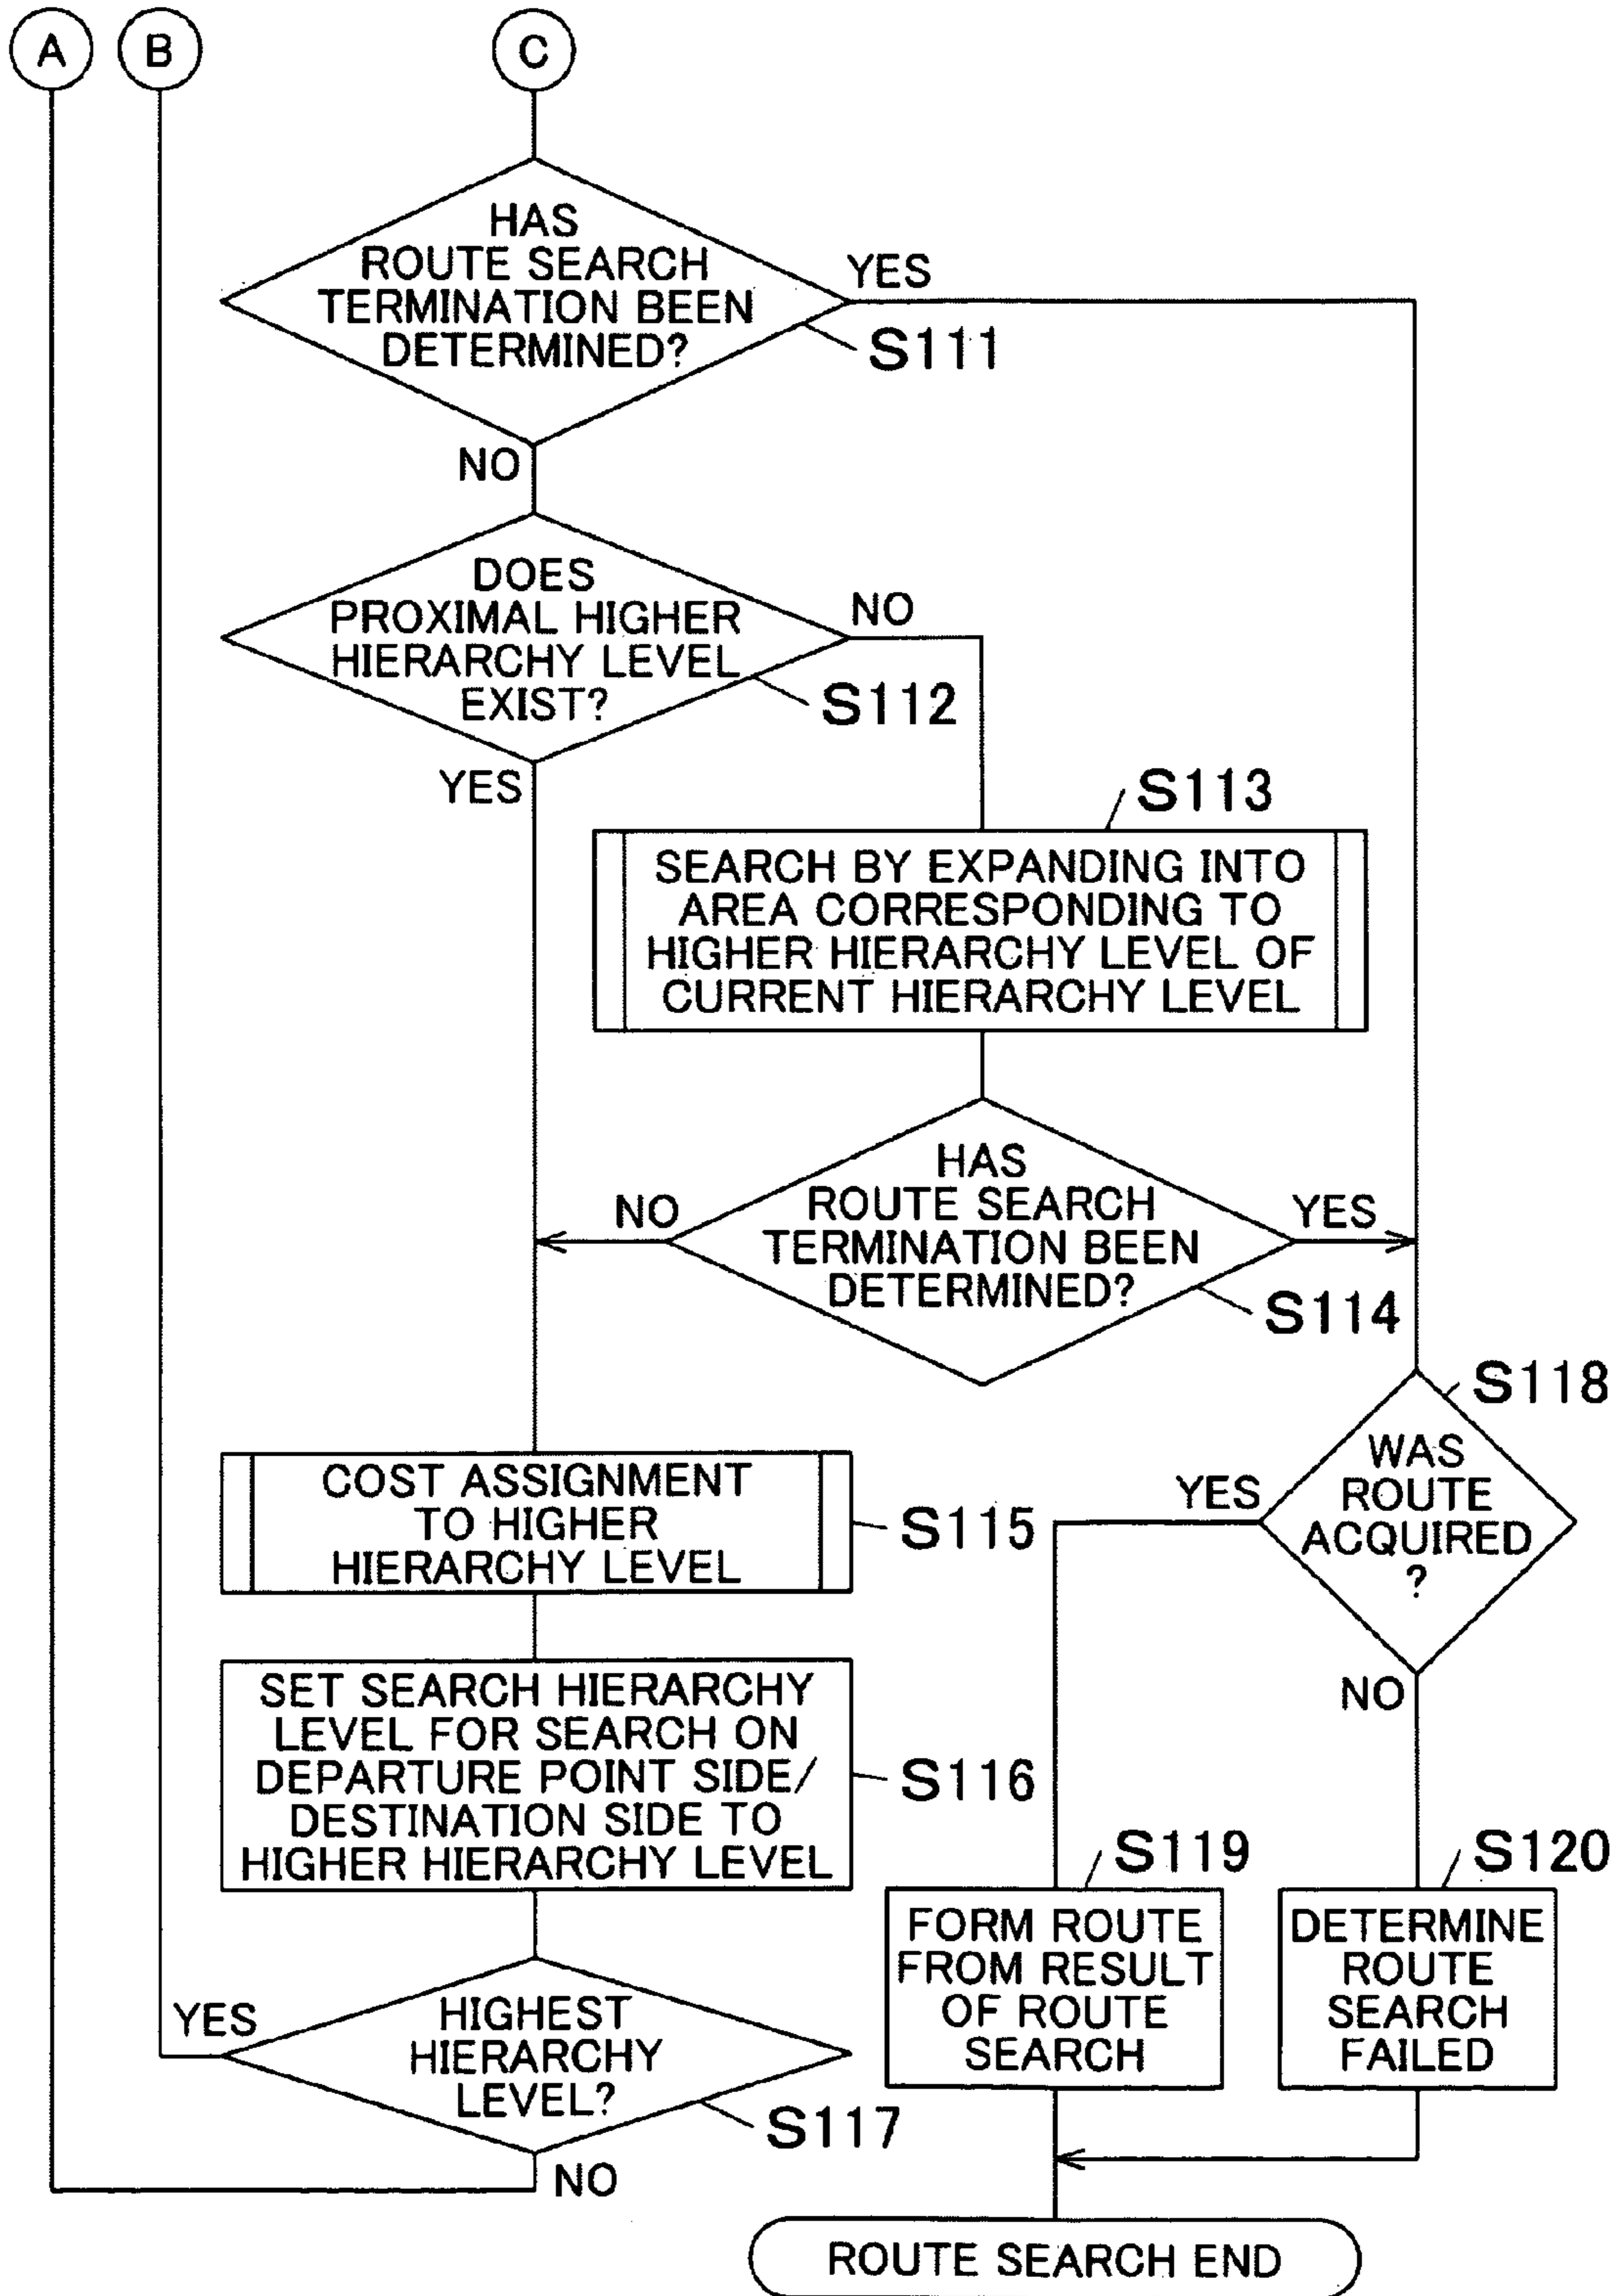 A
B
C
HAS
ROUTE SEARCH
TERMINATION BEEN
DETERMINED?
YES
S111
NO
DOES
PROXIMAL HIGHER
HIERARCHY LEVEL
EXIST?
NO
S112
YES
S113
SEARCH BY EXPANDING INTO
AREA CORRESPONDING TO
HIGHER HIERARCHY LEVEL OF
CURRENT HIERARCHY LEVEL
HAS
ROUTE SEARCH
TERMINATION BEEN
DETERMINED?
NO
YES
S114
S118
WAS
ROUTE
ACQUIRED
?
YES
NO
COST ASSIGNMENT
TO HIGHER
HIERARCHY LEVEL
S115
SET SEARCH HIERARCHY
LEVEL FOR SEARCH ON
DEPARTURE POINT SIDE/
DESTINATION SIDE TO
HIGHER HIERARCHY LEVEL
S116
S119
FORM ROUTE
FROM RESULT
OF ROUTE
SEARCH
S120
DETERMINE
ROUTE
SEARCH
FAILED
YES
HIGHEST
HIERARCHY
LEVEL?
S117
NO
ROUTE SEARCH END